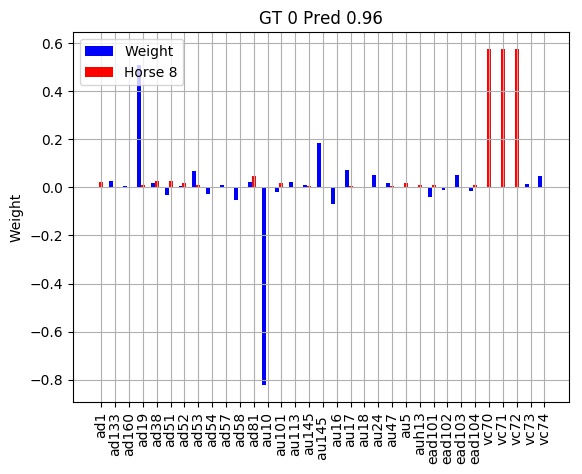 GT 0 Pred 0.96
Weight
Horse 8
0.6
0.4
0.2
0.0
−0.2
−0.4
−0.6
−0.8
Weight
ad1
ad133
ad160
ad19
ad38
ad51
ad52
ad53
ad54
ad57
ad58
ad81
au10
au101
au113
au145
au145
au16
au17
au18
au24
au47
au5
auh13
ead101
ead102
ead103
ead104
vc70
vc71
vc72
vc73
vc74